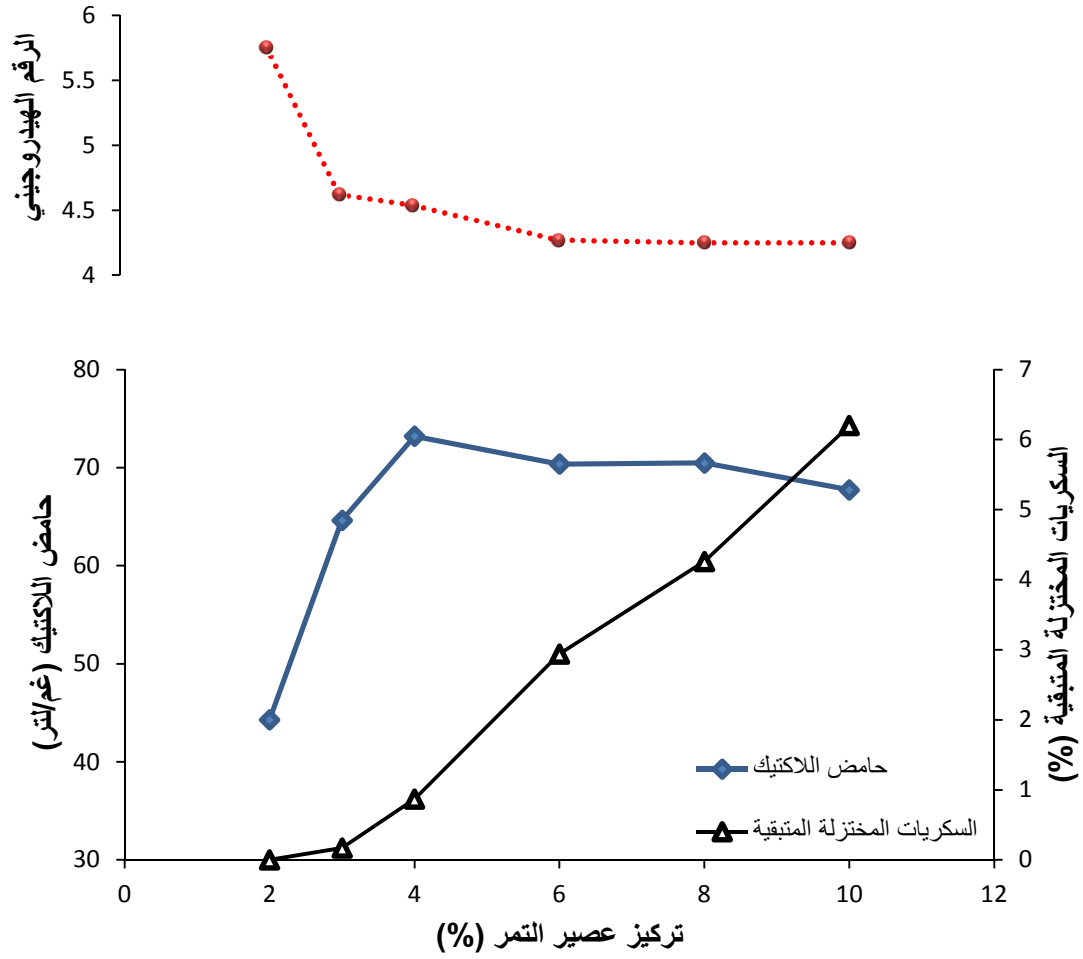 الرقم الهيدروجيني
6
5.5
5
4.5
4
حامض اللاكتيك (غم/لتر)
80
70
60
50
40
30
السكريات المختزلة المتبقية (%)
7
6
5
4
3
2
1
0
حامض اللاكتيك
السكريات المختزلة المتبقية
0 2 4 6 8 10 12
تركيز عصير التمر (%)